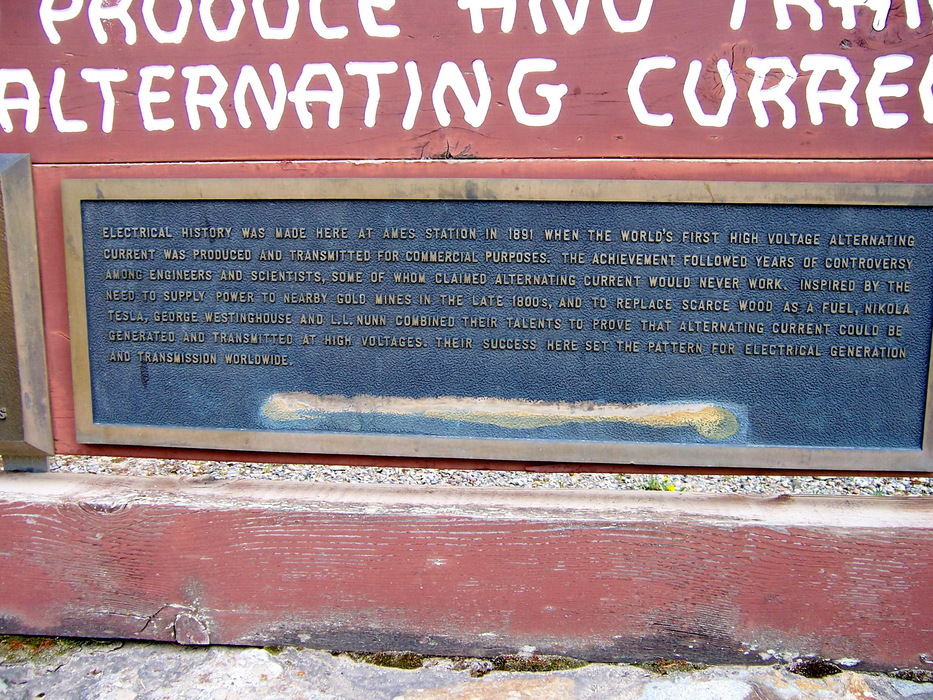 PRODUCE AND TRAN
ALTERNATING CURRE
ELECTRICAL HISTORY WAS MADE HERE AT AMES STATION IN 1891 WHEN THE WORLD'S FIRST HIGH VOLTAGE ALTERNATING
CURRENT WAS PRODUCED AND TRANSMITTED FOR COMMERCIAL PURPOSES. THE ACHIEVEMENT FOLLOWED YEARS OF CONTROVERSY
AMONG ENGINEERS AND SCIENTISTS, SOME OF WHOM CLAIMED ALTERNATING CURRENT WOULD NEVER WORK. INSPIRED BY THE
NEED TO SUPPLY POWER TO NEARBY GOLD MINES IN THE LATE 1800s, AND TO REPLACE SCARCE WOOD AS A FUEL, NIKOLA
TESLA, GEORGE WESTINGHOUSE AND L.L. NUNN COMBINED THEIR TALENTS TO PROVE THAT ALTERNATING CURRENT COULD BE
GENERATED AND TRANSMITTED AT HIGH VOLTAGES. THEIR SUCCESS HERE SET THE PATTERN FOR ELECTRICAL GENERATION
AND TRANSMISSION WORLDWIDE.